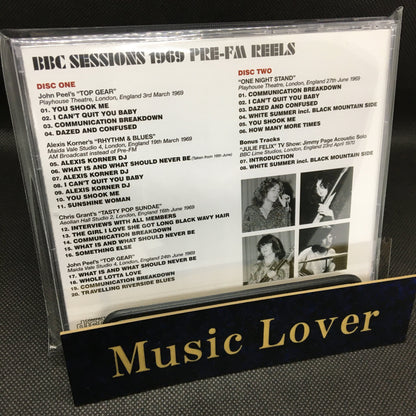 BBC SESSIONS 1969 PRE-FM REELS
DISC ONE
John Peel's "TOP GEAR"
Playhouse Theatre, London, England 3rd March 1969
01. YOU SHOOK ME
02. I CAN'T QUIT YOU BABY
03. COMMUNICATION BREAKDOWN
04. DAZED AND CONFUSED
Alexis Korner's "RHYTHM & BLUES"
Maida Vale Studio 4, London, England 19th March 1969
AM Broadcast instead of Pre-FM
05. ALEXIS KORNER DJ
06. WHAT IS AND WHAT SHOULD NEVER BE (Taken from 16th June)
07. ALEXIS KORNER DJ
08. I CAN'T QUIT YOU BABY
09. ALEXIS KORNER DJ
10. YOU SHOOK ME
11. SUNSHINE WOMAN
Chris Grant's "TASTY POP SUNDAE"
Aeolian Hall Studio 2, London, England 16th June 1969
12. INTERVIEWS WITH ALL MEMBERS
13. THE GIRL I LOVE SHE GOT LONG BLACK WAVY HAIR
14. COMMUNICATION BREAKDOWN
15. WHAT IS AND WHAT SHOULD NEVER BE
16. SOMETHING ELSE
John Peel's "TOP GEAR"
Maida Vale Studio 4, London, England 24th June 1969
17. WHAT IS AND WHAT SHOULD NEVER BE
18. WHOLE LOTTA LOVE
19. COMMUNICATION BREAKDOWN
20. TRAVELLING RIVERSIDE BLUES
DISC TWO
"ONE NIGHT STAND"
Playhouse Theatre, London, England 27th June 1969
01. COMMUNICATION BREAKDOWN
02. I CAN'T QUIT YOU BABY
03. DAZED AND CONFUSED
04. WHITE SUMMER incl. BLACK MOUNTAIN SIDE
05. YOU SHOOK ME
06. HOW MANY MORE TIMES
Bonus Tracks
"JULIE FELIX" TV Show: Jimmy Page Acoustic Solo
BBC Lime Studios, London, England 23rd April 1970
07. INTRODUCTION
08. WHITE SUMMER incl. BLACK MOUNTAIN SIDE
Music Lover